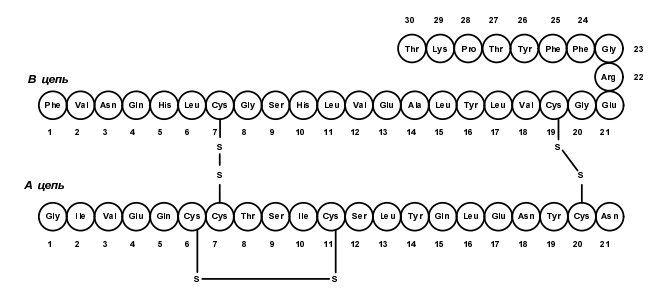 30 29 28 27 26 25 24
Thr Lys Pro Thr Tyr Phe Phe Gly 23
Arg 22
В цепь
Phe Val Asn Gln His Leu Cys Gly Ser His Leu Val Glu Ala Leu Tyr Leu Val Cys Gly Glu
1 2 3 4 5 6 7 8 9 10 11 12 13 14 15 16 17 18 19 20 21
S S
S S
А цепь
Gly Ile Val Glu Gln Cys Cys Thr Ser Ile Cys Ser Leu Tyr Gln Leu Glu Asn Tyr Cys Asn
1 2 3 4 5 6 7 8 9 10 11 12 13 14 15 16 17 18 19 20 21
S S